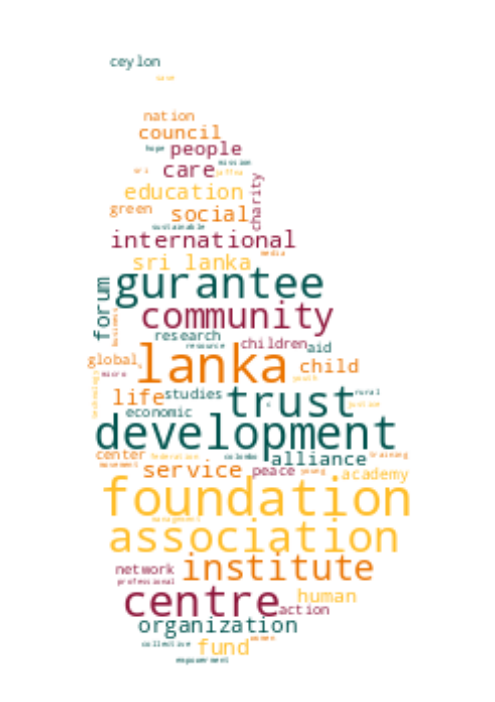 ceylon
save
nation
council
hope people
mission
sri care jaffna
education charity
green social
sustainable
international
media
sri lanka
forum gurantee
business community
research
resource children aid
global lanka child
micro youth
technology life studies trust rural
economic justice
development
center federation colombo alliance training
movement service peace young academy
foundation
management
association
network institute
professional
centre human
action
organization
collective fund women
empowerment